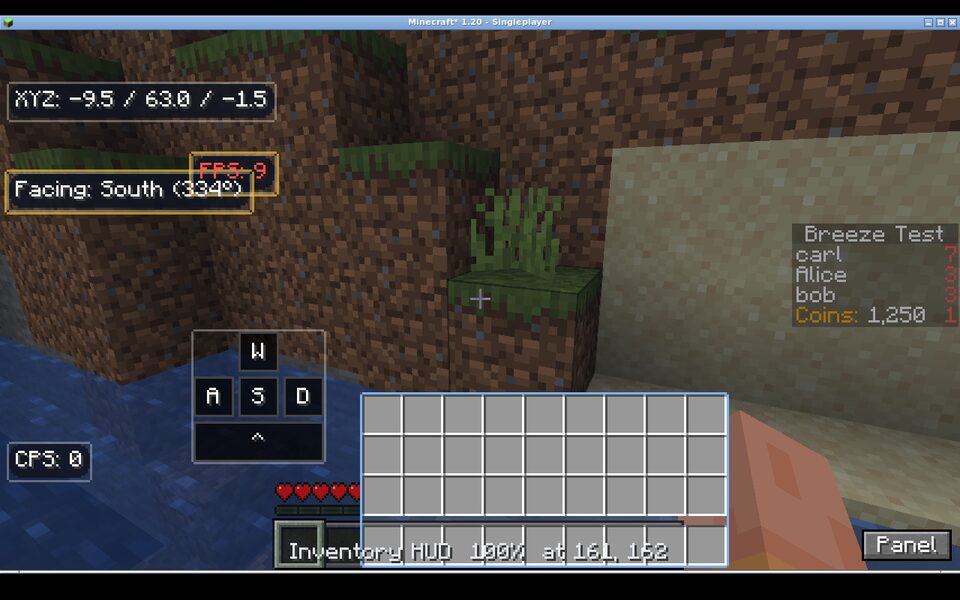 Minecraft* 1.20 - Singleplayer
XYZ: -9.5 / 63.0 / -1.5
FPS: 9
Facing: South (334°)
Breeze Test
carl 7
Alice 3
bob 3
Coins: 1,250 1
W
A S D
^
CPS: 0
Inventory HUD 100% at 161, 162
Panel